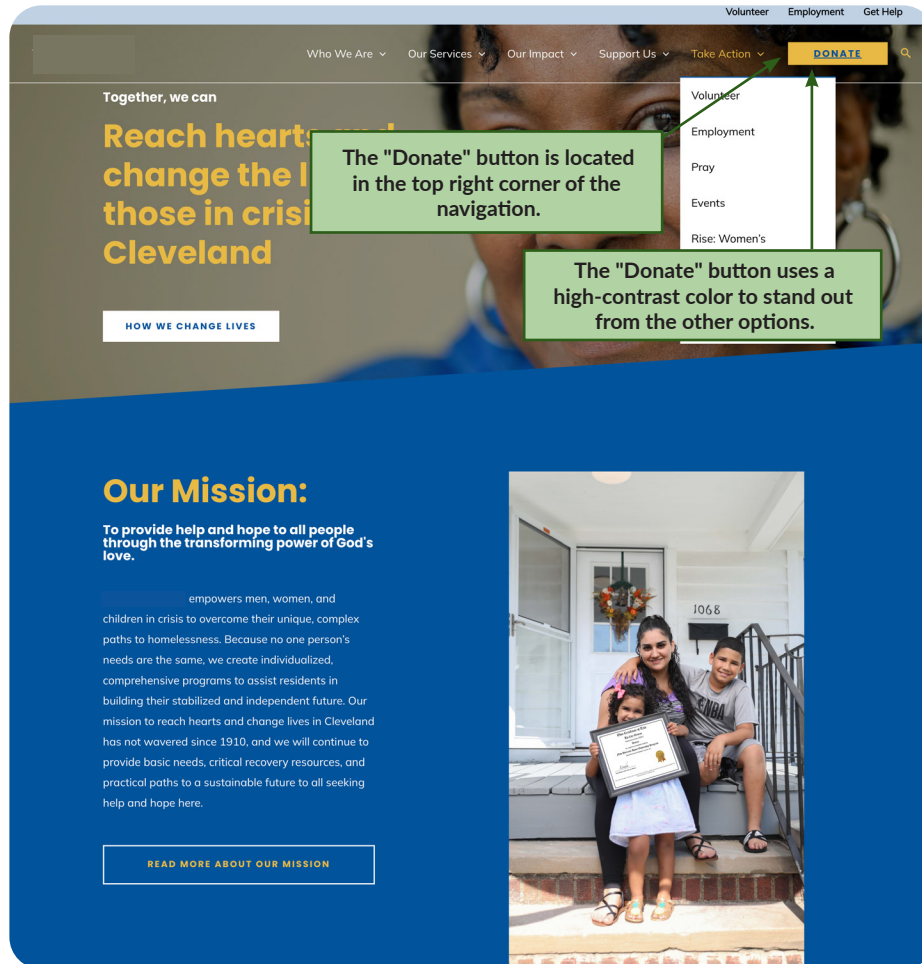 Volunteer Employment Get Help
Who We Are Our Services Our Impact Support Us Take Action DONATE
Together, we can
Reach hearts and
change the l
those in crisi
Cleveland
HOW WE CHANGE LIVES
Volunteer
Employment
Pray
Events
Rise: Women's
The "Donate" button is located
in the top right corner of the
navigation.
The "Donate" button uses a
high-contrast color to stand out
from the other options.
Our Mission:
To provide help and hope to all people
through the transforming power of God's
love.
empowers men, women, and
children in crisis to overcome their unique, complex
paths to homelessness. Because no one person's
needs are the same, we create individualized,
comprehensive programs to assist residents in
building their stabilized and independent future. Our
mission to reach hearts and change lives in Cleveland
has not wavered since 1910, and we will continue to
provide basic needs, critical recovery resources, and
practical paths to a sustainable future to all seeking
help and hope here.
READ MORE ABOUT OUR MISSION
1068
NBA